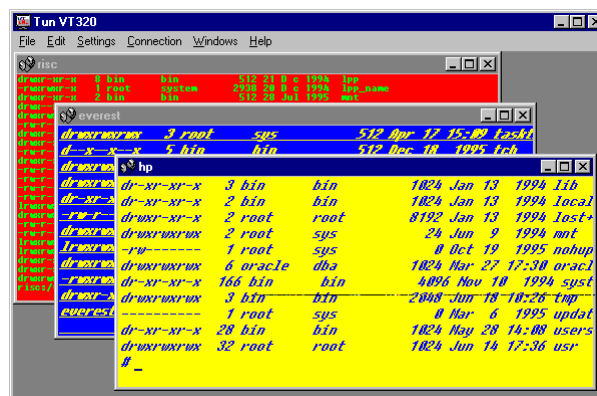 Tun VT320
File Edit Settings Connection Windows Help
risc
drwxr-xr-x 8 bin bin 512 21 D c 1994 lpp
-rwxrwxrwx 1 root system 2938 20 D c 1994 lpp_name
drwxr-xr-x 2 bin bin 512 28 Jul 1995 mnt
everest
drwxrwxrwx 3 root sys 512 Apr 17 15:09 taskt
d--x--x--x 5 bin bin 512 Dec 18 1995 tcb
hp
dr-xr-xr-x 3 bin bin 1024 Jan 13 1994 lib
dr-xr-xr-x 2 bin bin 1024 Jan 13 1994 local
drwxr-xr-x 2 root root 8192 Jan 13 1994 lost+
drwxrwxrwx 2 root sys 24 Jun 9 1994 mnt
-rw------- 1 root sys 0 Oct 19 1995 nohup
drwxrwxrwx 6 oracle dba 1024 Mar 27 17:30 oracl
dr-xr-xr-x 166 bin bin 4096 Nov 10 1994 syst
drwxrwxrwx 3 bin bin 2048 Jun 18 10:26 tmp
---------- 1 root sys 0 Mar 6 1995 updat
dr-xr-xr-x 28 bin bin 1024 May 28 14:08 users
drwxrwxrwx 32 root root 1024 Jun 14 17:36 usr
# _
risc:/
everest